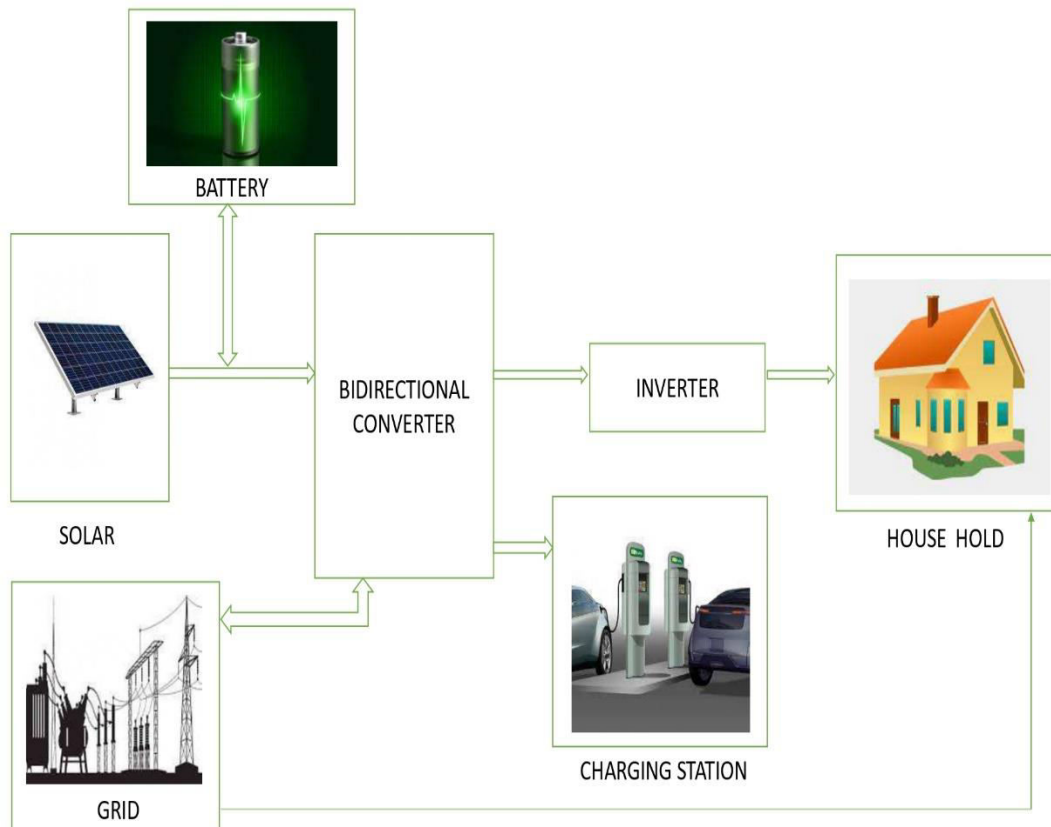 BATTERY
BIDIRECTIONAL
CONVERTER
INVERTER
SOLAR
HOUSE HOLD
CHARGING STATION
GRID